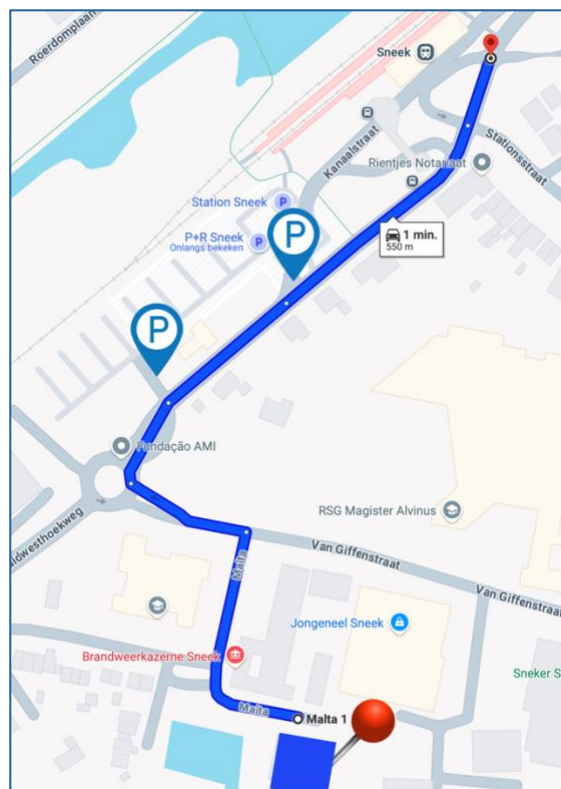 Roerdomplaan
Sneek
Kanaalstraat
Stationsstraat
Rientjes Notariaat
Station Sneek
P
P+R Sneek
Onlangs bekeken
P
P
1 min.
550 m
P
Fundação AMI
RSG Magister Alvinus
Van Giffenstraat
Malta
Van Giffenstraat
Jongeneel Sneek
Brandweerkazerne Sneek
Malta
Malta 1